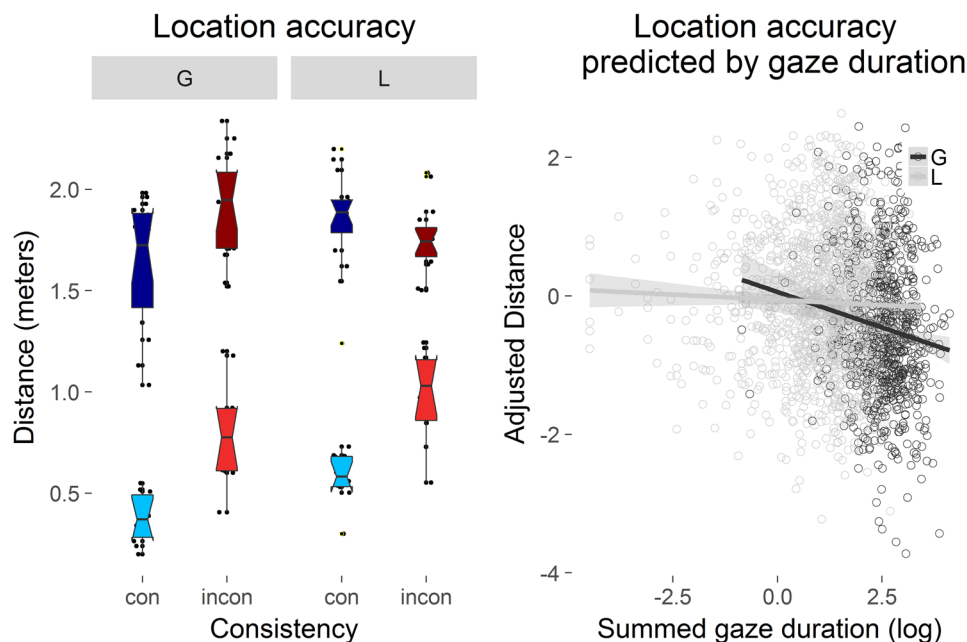 Location accuracy
G L
Distance (meters)
2.0
1.5
1.0
0.5
con incon con incon
Consistency
Location accuracy
predicted by gaze duration
G
L
Adjusted Distance
2
0
-2
-4
-2.5 0.0 2.5
Summed gaze duration (log)